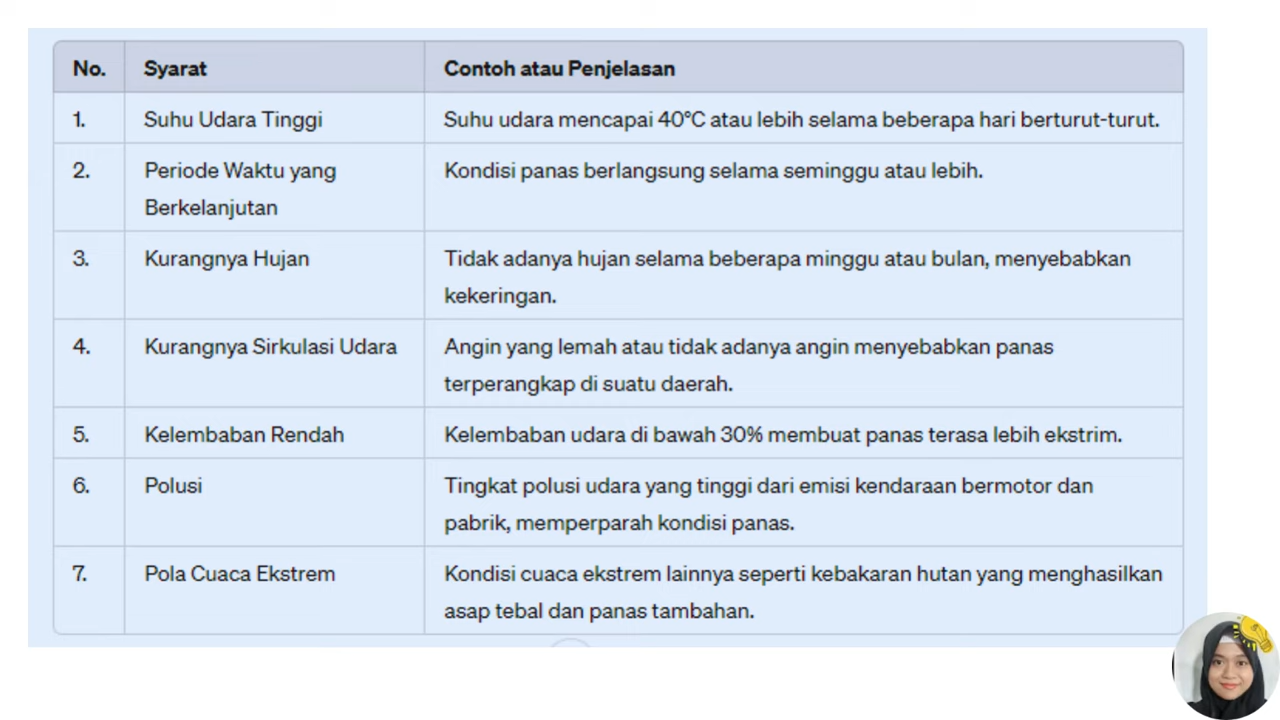 No. Syarat Contoh atau Penjelasan
1. Suhu Udara Tinggi Suhu udara mencapai 40°C atau lebih selama beberapa hari berturut-turut.
2. Periode Waktu yang Kondisi panas berlangsung selama seminggu atau lebih.
Berkelanjutan
3. Kurangnya Hujan Tidak adanya hujan selama beberapa minggu atau bulan, menyebabkan
kekeringan.
4. Kurangnya Sirkulasi Udara Angin yang lemah atau tidak adanya angin menyebabkan panas
terperangkap di suatu daerah.
5. Kelembaban Rendah Kelembaban udara di bawah 30% membuat panas terasa lebih ekstrim.
6. Polusi Tingkat polusi udara yang tinggi dari emisi kendaraan bermotor dan
pabrik, memperparah kondisi panas.
7. Pola Cuaca Ekstrem Kondisi cuaca ekstrem lainnya seperti kebakaran hutan yang menghasilkan
asap tebal dan panas tambahan.